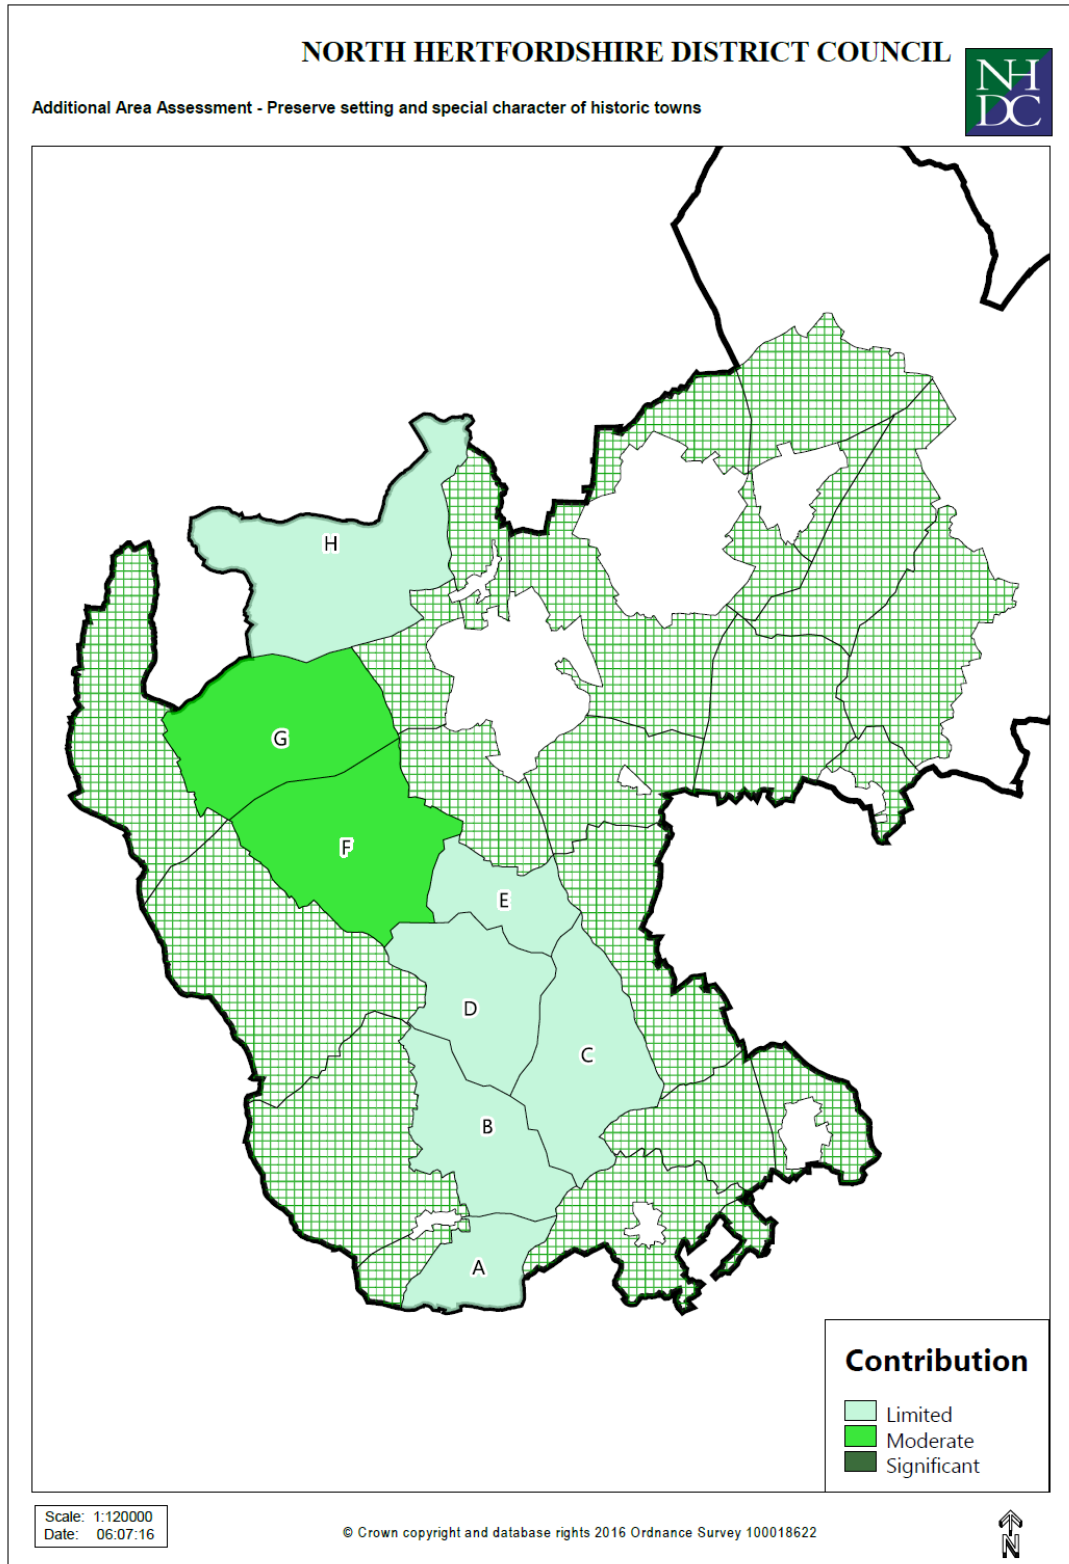 NORTH HERTFORDSHIRE DISTRICT COUNCIL
NH
DC
Additional Area Assessment - Preserve setting and special character of historic towns
H
G
F
E
D
C
B
A
Contribution
Limited
Moderate
Significant
Scale: 1:120000
Date: 06:07:16
© Crown copyright and database rights 2016 Ordnance Survey 100018622
N